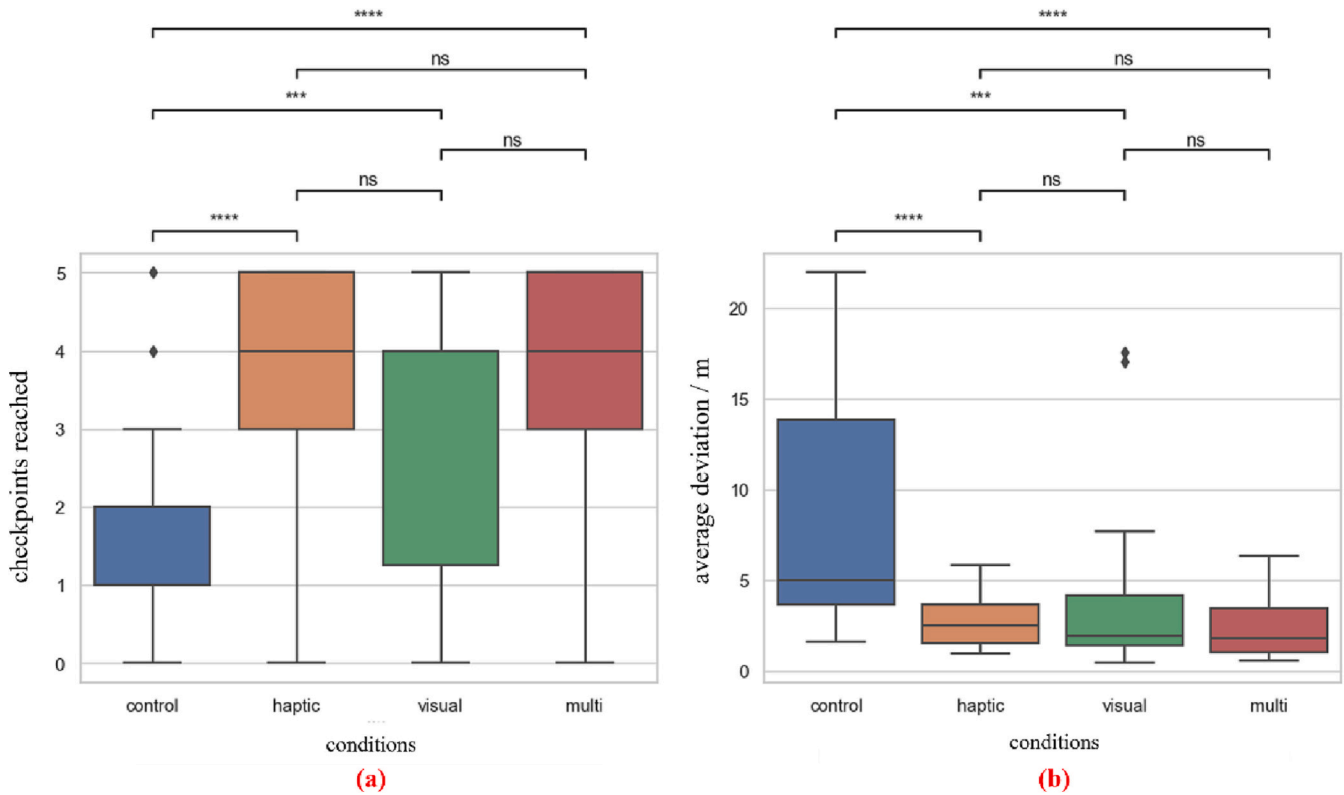 ****
ns
***
ns
ns
****
5
4
3
2
1
0
checkpoints reached
control haptic visual multi
conditions
(a)
****
ns
***
ns
ns
****
20
15
10
5
0
average deviation / m
control haptic visual multi
conditions
(b)